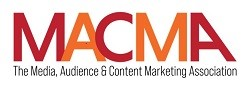 MACMA
The Media, Audience & Content Marketing Association